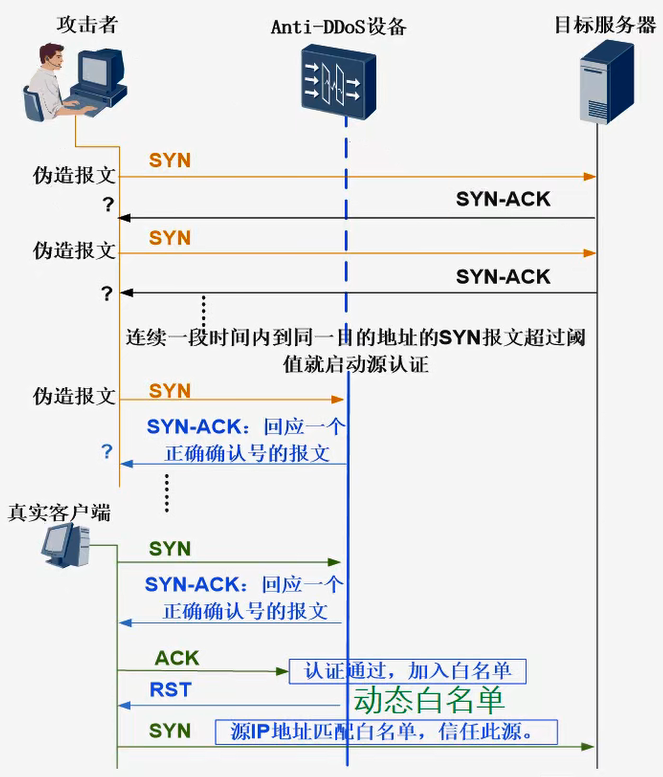 攻击者
Anti-DDoS设备
目标服务器
SYN
伪造报文
SYN-ACK
?
SYN
伪造报文
SYN-ACK
?
连续一段时间内到同一目的地址的SYN报文超过阈
值就启动源认证
SYN
伪造报文
SYN-ACK：回应一个
正确确认号的报文
?
真实客户端
SYN
SYN-ACK：回应一个
正确确认号的报文
ACK
认证通过，加入白名单
RST
动态白名单
SYN
源IP地址匹配白名单，信任此源。